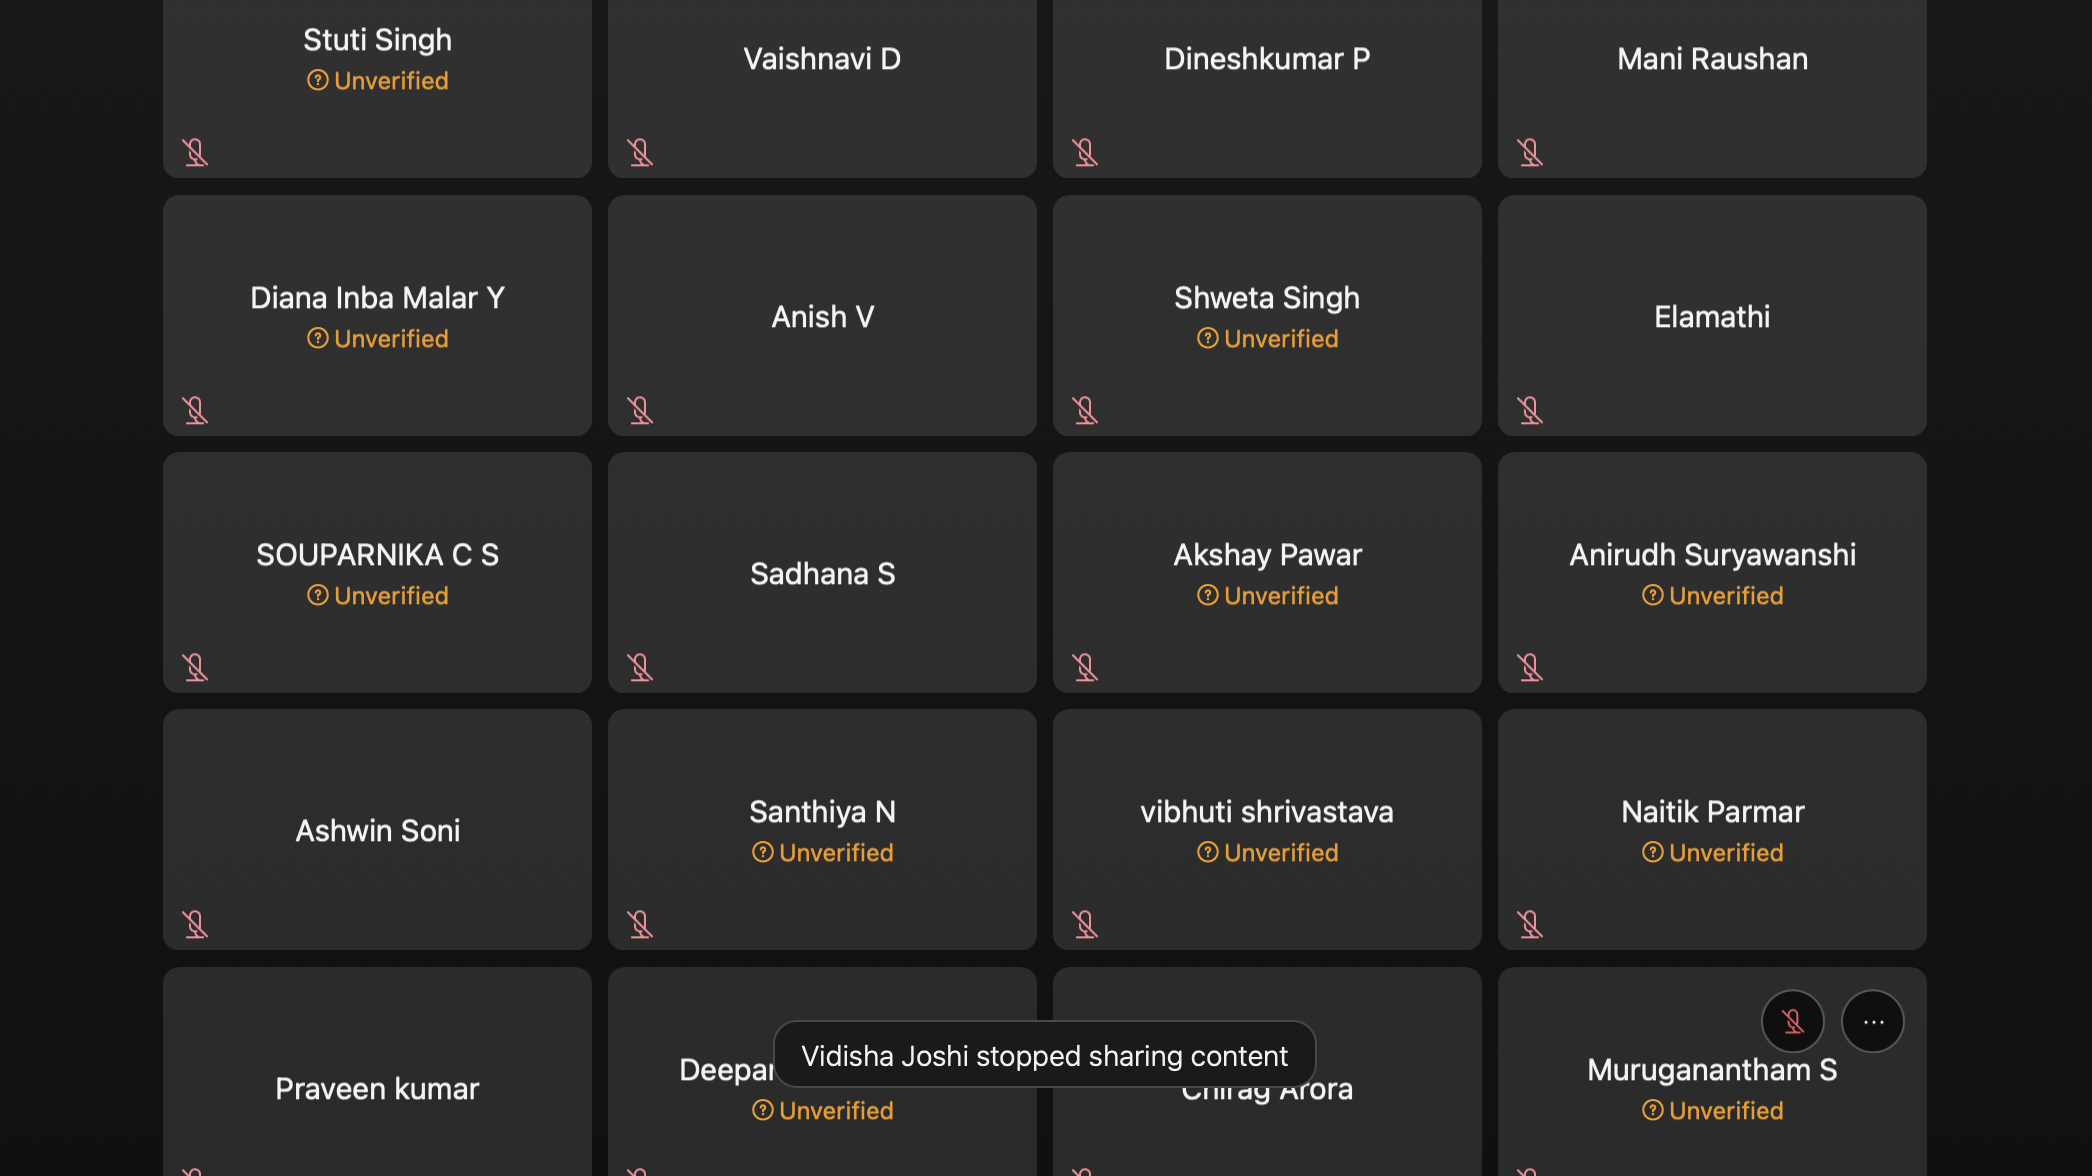 Stuti Singh
Unverified
Vaishnavi D
Dineshkumar P
Mani Raushan
Diana Inba Malar Y
Unverified
Anish V
Shweta Singh
Unverified
Elamathi
SOUPARNIKA C S
Unverified
Sadhana S
Akshay Pawar
Unverified
Anirudh Suryawanshi
Unverified
Ashwin Soni
Santhiya N
Unverified
vibhuti shrivastava
Unverified
Naitik Parmar
Unverified
Praveen kumar
Unverified
Vidisha Joshi stopped sharing content
Chirag Arora
Muruganantham S
Unverified